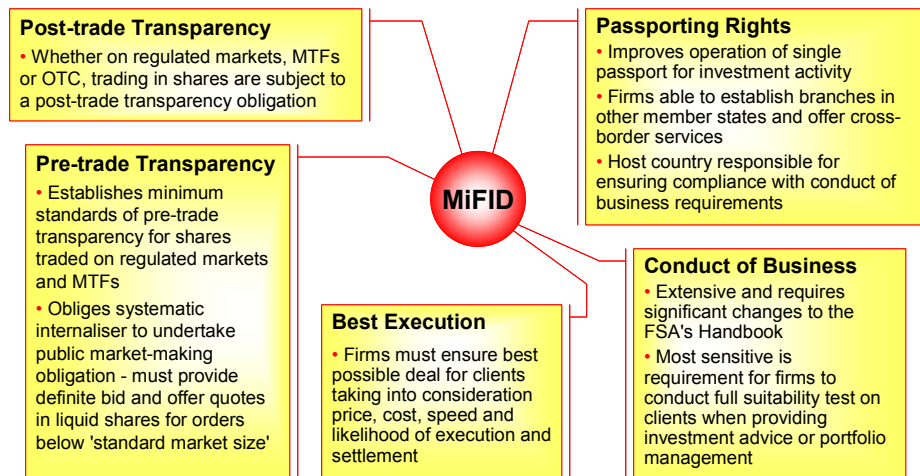 Post-trade Transparency
• Whether on regulated markets, MTFs
or OTC, trading in shares are subject to
a post-trade transparency obligation
Passporting Rights
• Improves operation of single
passport for investment activity
• Firms able to establish branches in
other member states and offer cross-
border services
• Host country responsible for
ensuring compliance with conduct of
business requirements
MiFID
Pre-trade Transparency
• Establishes minimum
standards of pre-trade
transparency for shares
traded on regulated markets
and MTFs
• Obliges systematic
internaliser to undertake
public market-making
obligation - must provide
definite bid and offer quotes
in liquid shares for orders
below 'standard market size'
Best Execution
• Firms must ensure best
possible deal for clients
taking into consideration
price, cost, speed and
likelihood of execution and
settlement
Conduct of Business
• Extensive and requires
significant changes to the
FSA's Handbook
• Most sensitive is
requirement for firms to
conduct full suitability test on
clients when providing
investment advice or portfolio
management